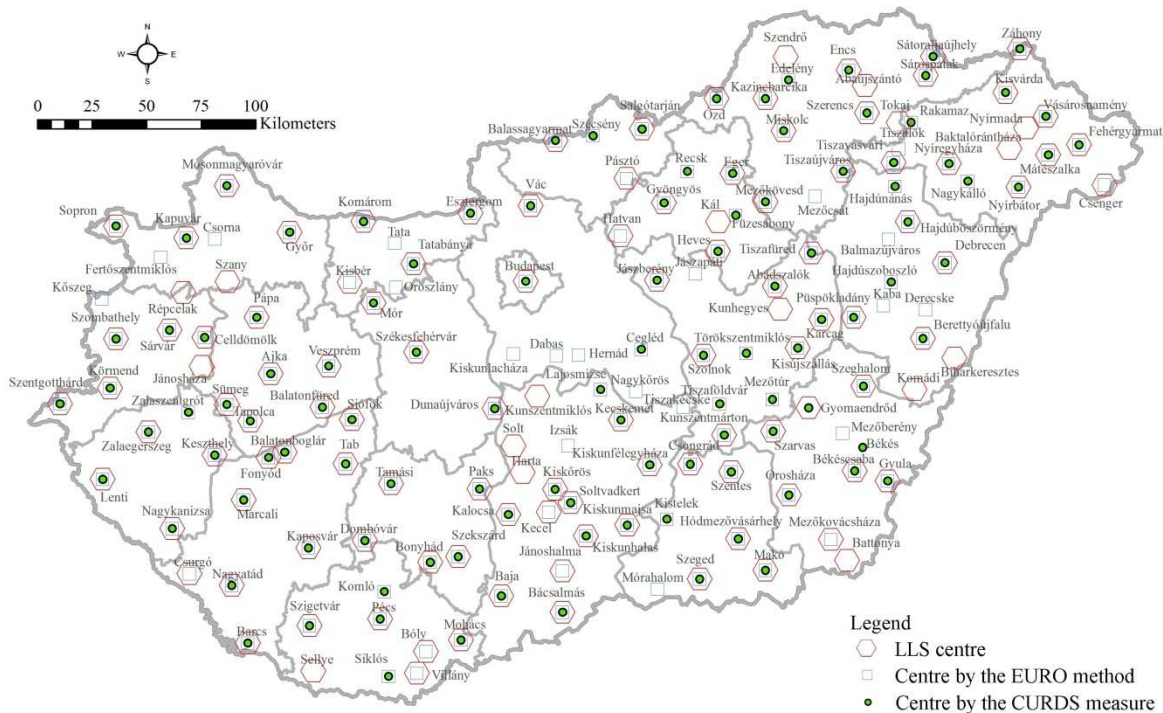 N
W E
S
0 25 50 75 100
Kilometers
Szendrő
Encs
Sátoraljaújhely
Záhony
Edelény
Abaújszántó
Sárospatak
Kisvárda
Salgótarján
Kazincbarcika
Ózd
Szerencs
Tokaj
Rakamaz
Nyírmada
Vásárosnamény
Balassagyarmat
Szécsény
Miskolc
Tiszalök
Baktalórántháza
Fehérgyarmat
Tiszavasvári
Nyíregyháza
Mosonmagyaróvár
Pásztó
Recsk
Eger
Tiszaújváros
Mátészalka
Vác
Gyöngyös
Mezőkövesd
Nagykálló
Sopron
Kapuvár
Csorna
Komárom
Esztergom
Kál
Mezőcsát
Hajdúnánás
Nyírbátor
Csenger
Győr
Tata
Tatabánya
Hatvan
Füzesabony
Hajdúböszörmény
Heves
Tiszafüred
Balmazújváros
Debrecen
Fertőszentmiklós
Szany
Kisbér
Oroszlány
Budapest
Jászberény
Jászapáti
Abádszalók
Hajdúszoboszló
Kőszeg
Répcelak
Pápa
Mór
Kunhegyes
Püspökladány
Kaba
Derecske
Szombathely
Sárvár
Celldömölk
Székesfehérvár
Cegléd
Törökszentmiklós
Karcag
Berettyóújfalu
Ajka
Veszprém
Dabas
Hernád
Kiskunlacháza
Lajosmizse
Nagykőrös
Szolnok
Kisújszállás
Körmend
Jánosháza
Szeghalom
Komádi
Biharkeresztes
Szentgotthárd
Zalaszentgrót
Sümeg
Balatonfüred
Siófok
Dunaújváros
Kunszentmiklós
Tiszakécske
Tiszaföldvár
Mezőtúr
Tapolca
Kecskemét
Kunszentmárton
Gyomaendrőd
Zalaegerszeg
Keszthely
Balatonboglár
Solt
Izsák
Mezőberény
Fonyód
Tab
Harta
Kiskunfélegyháza
Csongrád
Szarvas
Békés
Lenti
Tamási
Paks
Kiskőrös
Szentes
Orosháza
Békéscsaba
Gyula
Marcali
Kalocsa
Soltvadkert
Nagykanizsa
Kecel
Kiskunmajsa
Kistelek
Hódmezővásárhely
Mezőkovácsháza
Kaposvár
Dombóvár
Bonyhád
Szekszárd
Kiskunhalas
Battonya
Csurgó
Nagyatád
Jánoshalma
Szeged
Makó
Komló
Baja
Mórahalom
Szigetvár
Pécs
Bácsalmás
Barcs
Bóly
Mohács
Sellye
Siklós
Villány
Legend
LLS centre
Centre by the EURO method
Centre by the CURDS measure